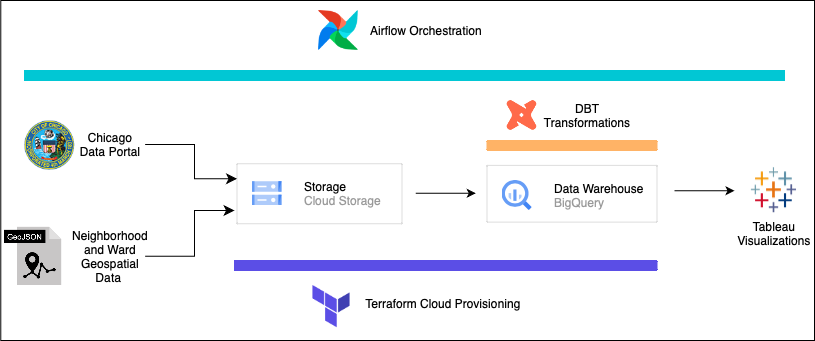 Airflow Orchestration
DBT
Transformations
Chicago
Data Portal
Storage
Cloud Storage
Data Warehouse
BigQuery
Tableau
Visualizations
GeoJSON
Neighborhood
and Ward
Geospatial
Data
Terraform Cloud Provisioning